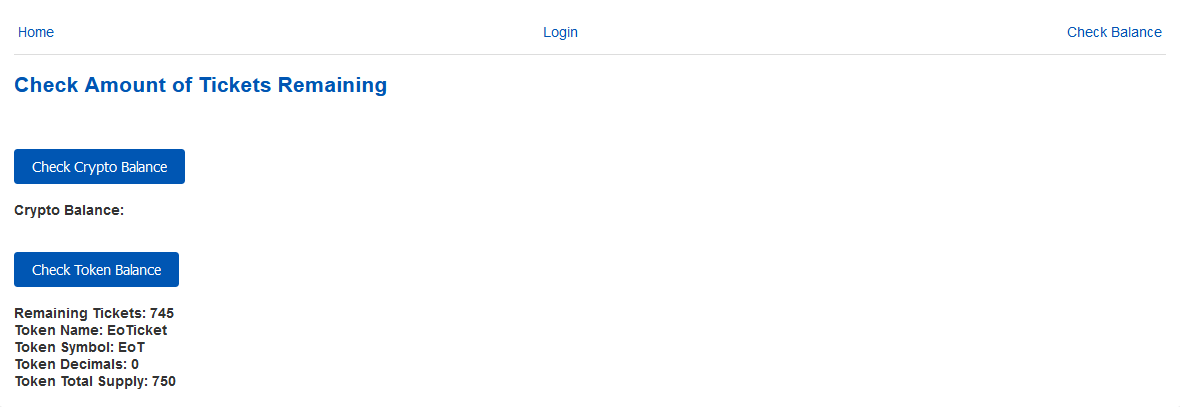 Home
Login
Check Balance
Check Amount of Tickets Remaining
Check Crypto Balance
Crypto Balance:
Check Token Balance
Remaining Tickets: 745
Token Name: EoTicket
Token Symbol: EoT
Token Decimals: 0
Token Total Supply: 750